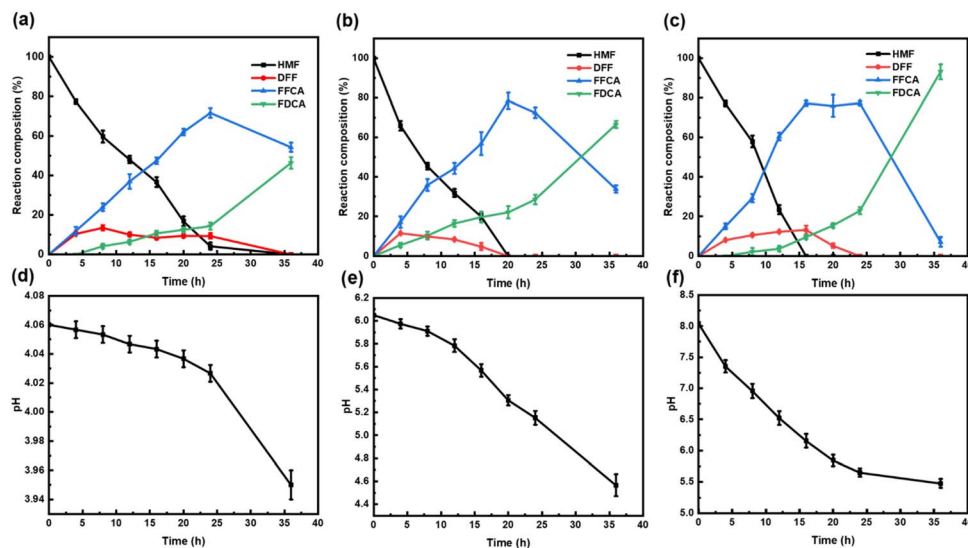 (a)
Reaction composition (%)
100
80
60
40
20
0
HMF
DFF
FFCA
FDCA
0 5 10 15 20 25 30 35 40
Time (h)
(b)
Reaction composition (%)
100
80
60
40
20
0
HMF
DFF
FFCA
FDCA
0 5 10 15 20 25 30 35 40
Time (h)
(c)
Reaction composition (%)
100
80
60
40
20
0
HMF
DFF
FFCA
FDCA
0 5 10 15 20 25 30 35 40
Time (h)
(d)
pH
4.08
4.06
4.04
4.02
4.00
3.98
3.96
3.94
0 5 10 15 20 25 30 35 40
Time (h)
(e)
pH
6.2
6.0
5.8
5.6
5.4
5.2
5.0
4.8
4.6
4.4
0 5 10 15 20 25 30 35 40
Time (h)
(f)
pH
8.5
8.0
7.5
7.0
6.5
6.0
5.5
5.0
0 5 10 15 20 25 30 35 40
Time (h)